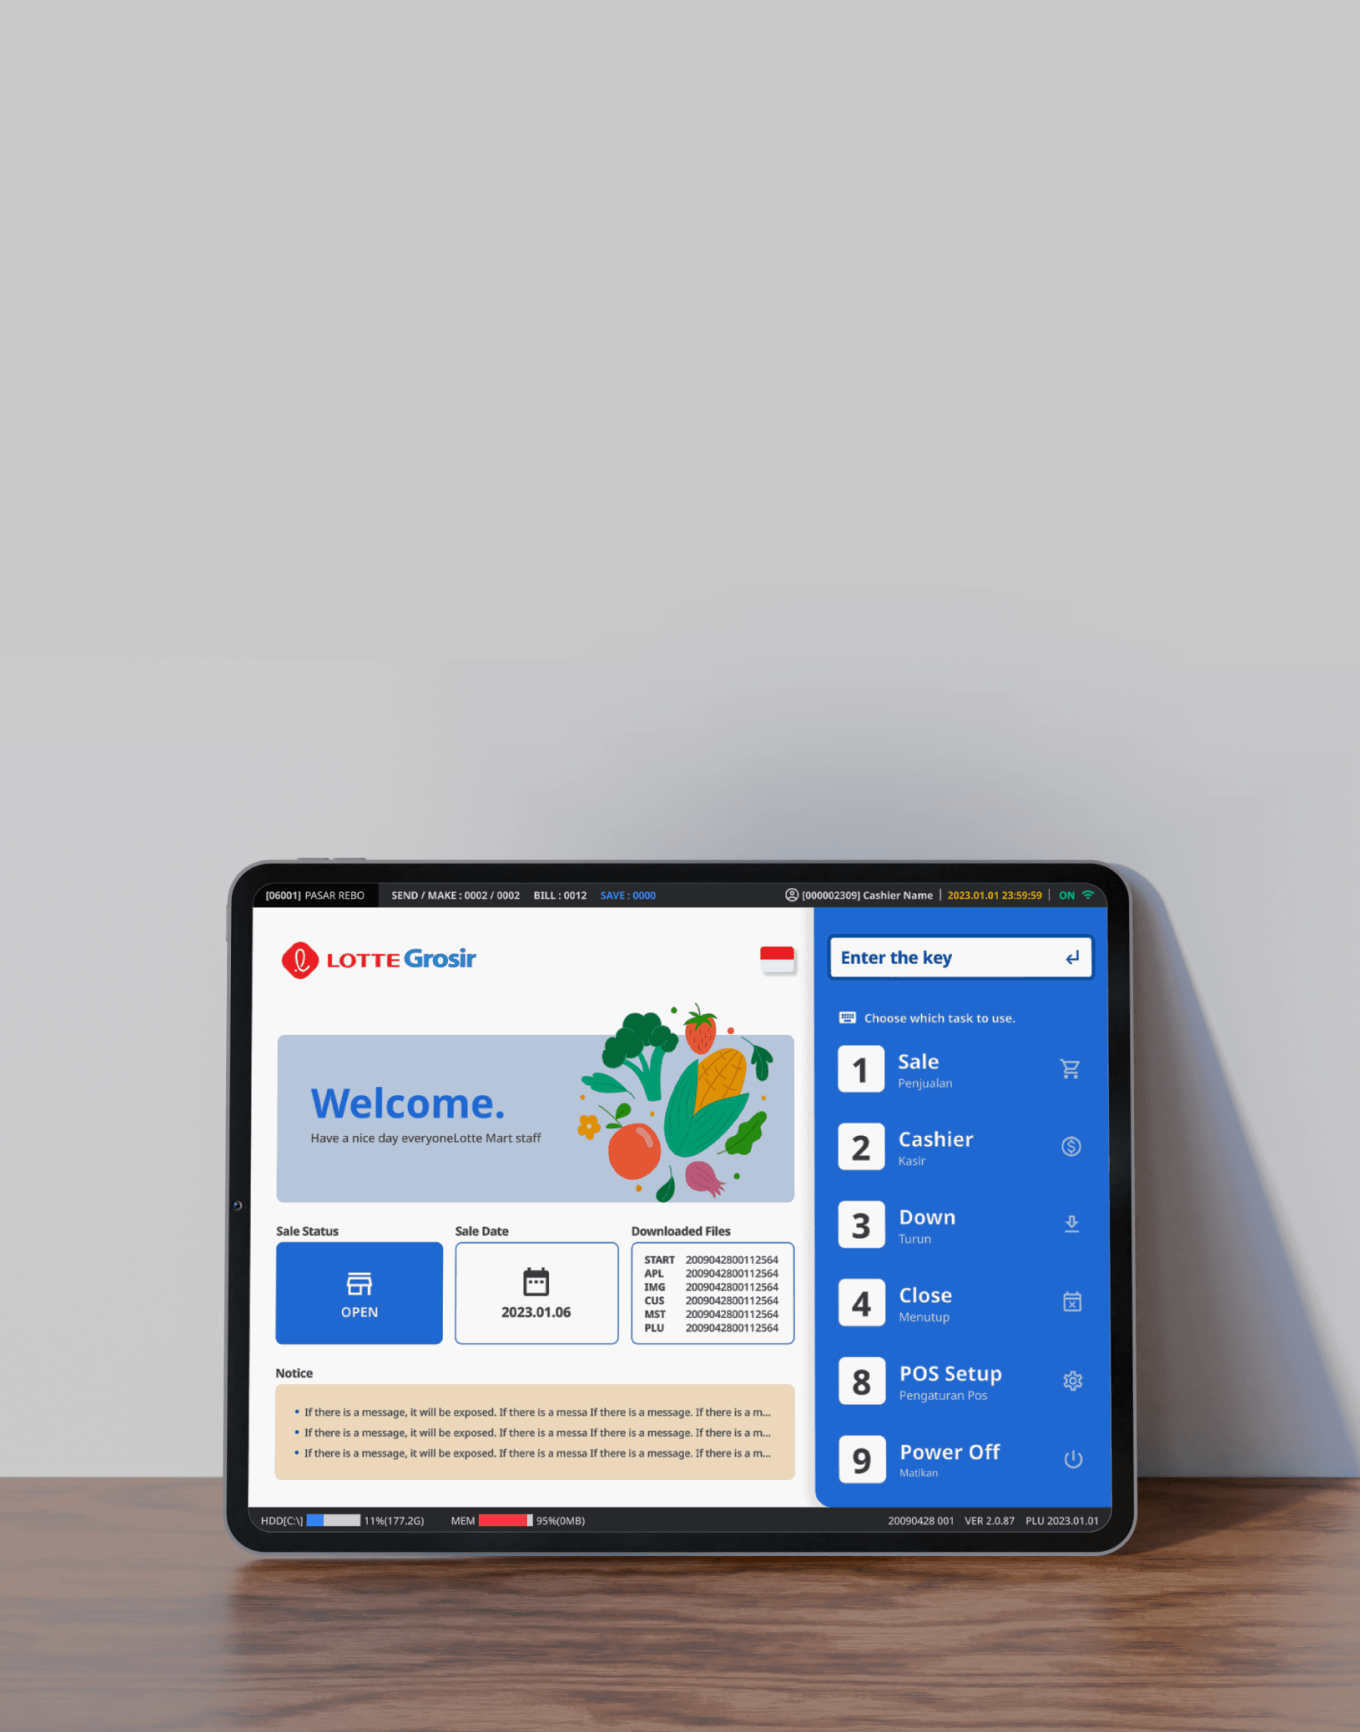 [06001] PASAR REBO SEND / MAKE : 0002 / 0002 BILL : 0012 SAVE : 0000 [000002309] Cashier Name | 2023.01.01 23:59:59 | ON
LOTTE Grosir
Welcome.
Have a nice day everyoneLotte Mart staff
Sale Status
OPEN
Sale Date
2023.01.06
Downloaded Files
START 2009042800112564
APL 2009042800112564
IMG 2009042800112564
CUS 2009042800112564
MST 2009042800112564
PLU 2009042800112564
Notice
• If there is a message, it will be exposed. If there is a messa If there is a message. If there is a m...
• If there is a message, it will be exposed. If there is a messa If there is a message. If there is a m...
• If there is a message, it will be exposed. If there is a messa If there is a message. If there is a m...
Enter the key
Choose which task to use.
1 Sale
Penjualan
2 Cashier
Kasir
3 Down
Turun
4 Close
Menutup
8 POS Setup
Pengaturan Pos
9 Power Off
Matikan
HDD[C:\] 11%(177.2G) MEM 95%(0MB) 20090428 001 VER 2.0.87 PLU 2023.01.01